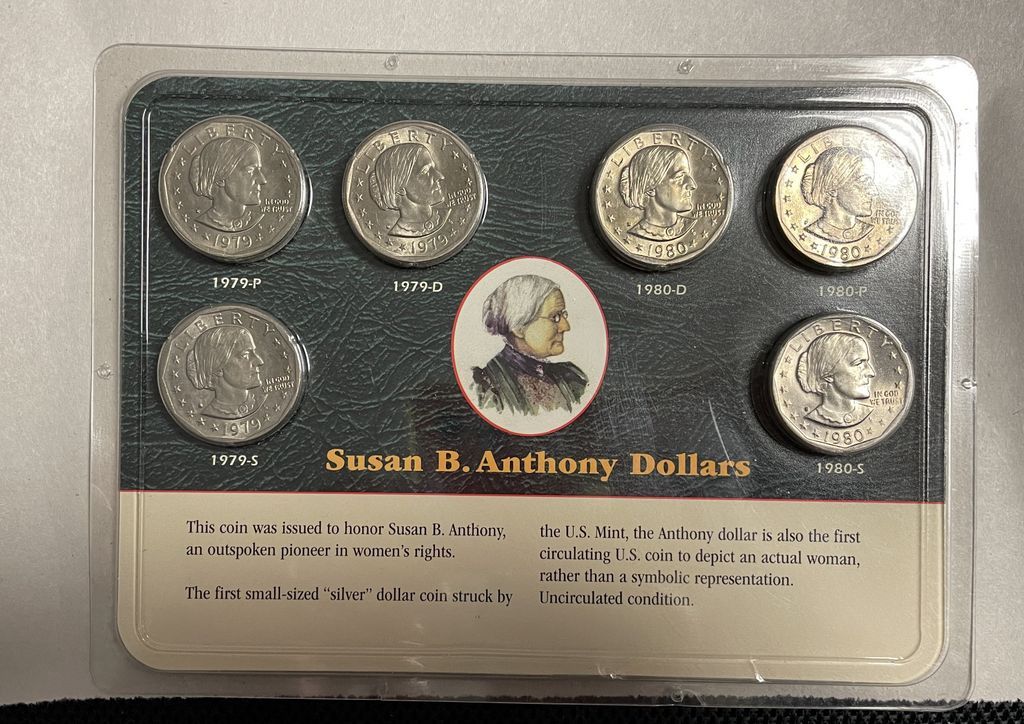 LIBERTY
IN GOD
WE TRUST
1979
LIBERTY
IN GOD
WE TRUST
1979
LIBERTY
IN GOD
WE TRUST
1980
LIBERTY
IN GOD
WE TRUST
1980
1979-P
1979-D
1980-D
1980-P
LIBERTY
IN GOD
WE TRUST
1979
LIBERTY
IN GOD
WE TRUST
1980
1979-S
1980-S
Susan B. Anthony Dollars
This coin was issued to honor Susan B. Anthony,
an outspoken pioneer in women's rights.
The first small-sized "silver" dollar coin struck by
the U.S. Mint, the Anthony dollar is also the first
circulating U.S. coin to depict an actual woman,
rather than a symbolic representation.
Uncirculated condition.